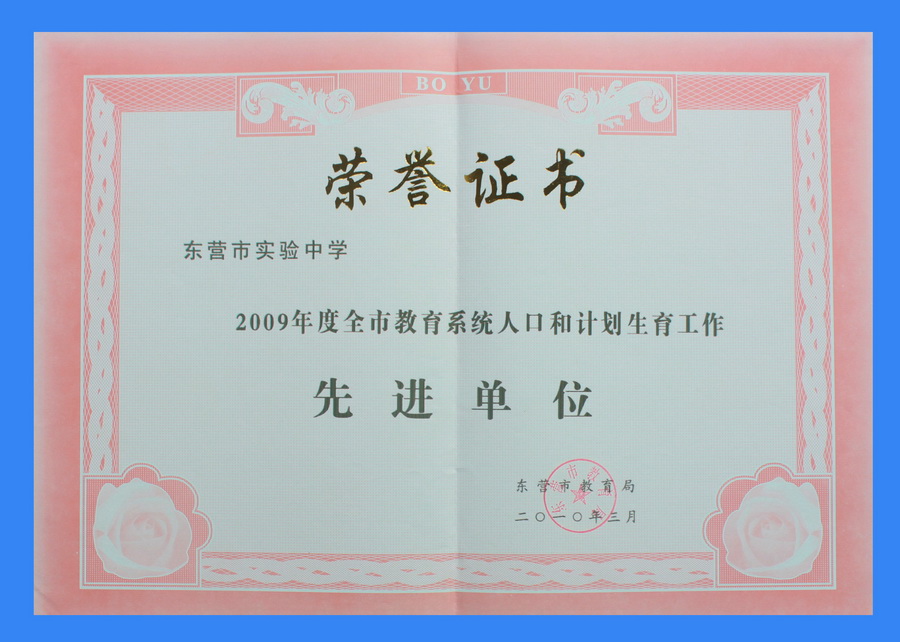 BO YU
荣誉证书
东营市实验中学
2009年度全市教育系统人口和计划生育工作
先进单位
东营市教育局
二〇一〇年三月